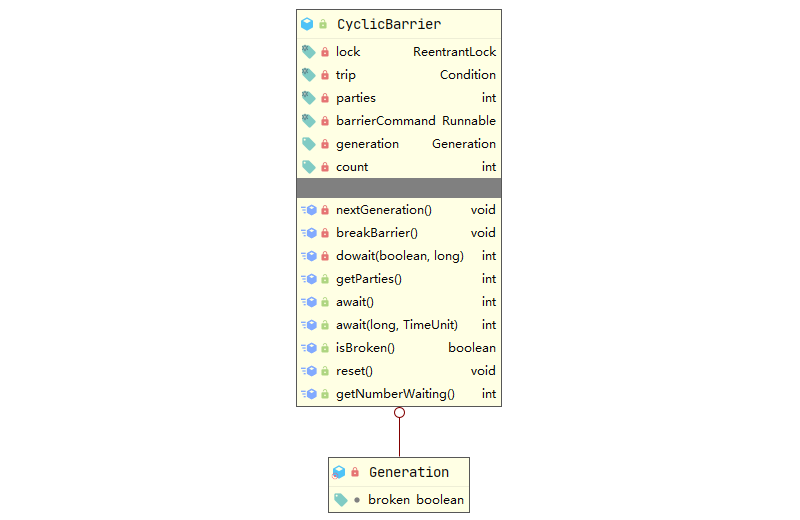 CyclicBarrier
lock ReentrantLock
trip Condition
parties int
barrierCommand Runnable
generation Generation
count int
nextGeneration() void
breakBarrier() void
dowait(boolean, long) int
getParties() int
await() int
await(long, TimeUnit) int
isBroken() boolean
reset() void
getNumberWaiting() int
Generation
broken boolean